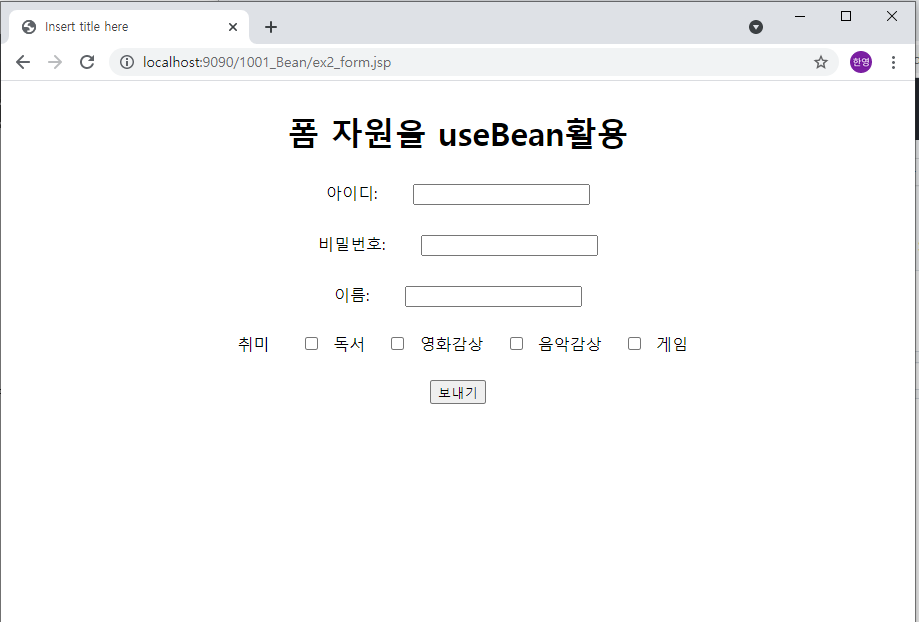 Insert title here
localhost:9090/1001_Bean/ex2_form.jsp
한영
폼 자원을 useBean활용
아이디:
비밀번호:
이름:
취미 독서 영화감상 음악감상 게임
보내기